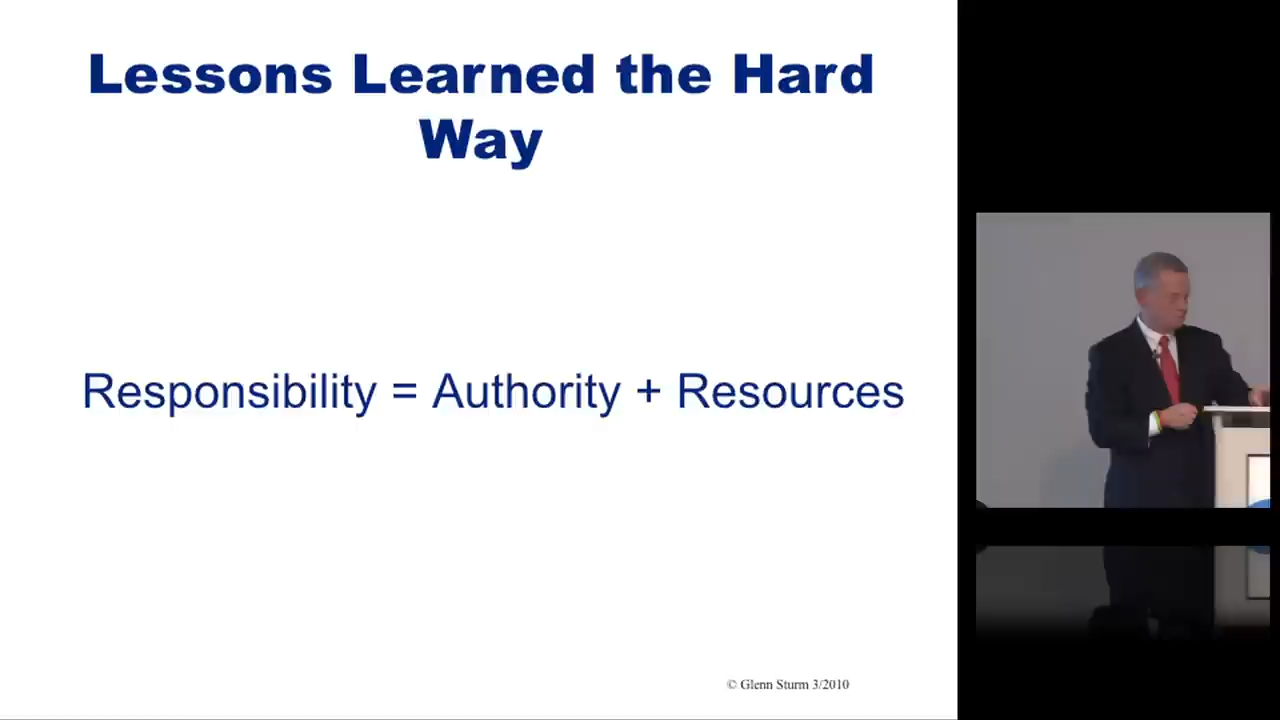 Lessons Learned the Hard
Way
Responsibility = Authority + Resources
© Glenn Sturm 3/2010